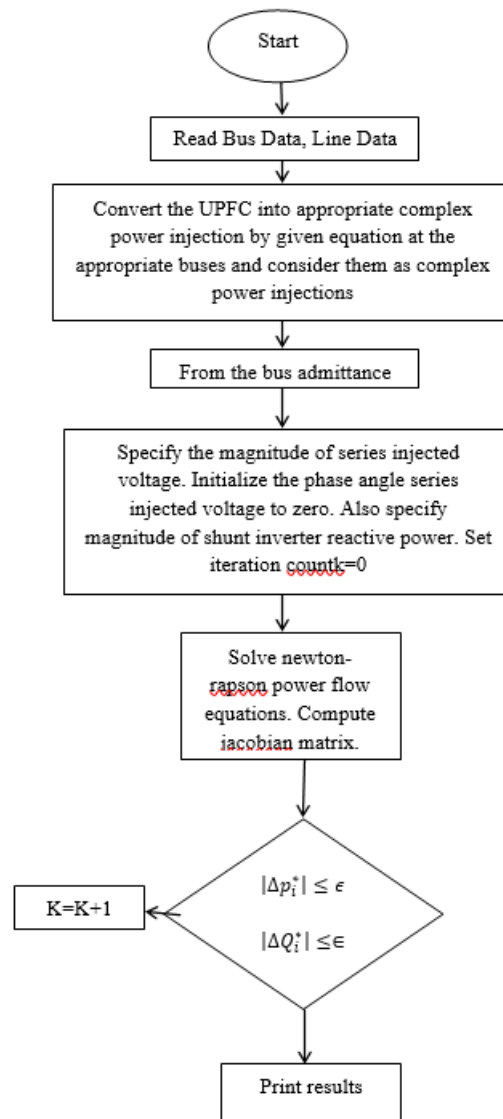 Start
Read Bus Data, Line Data
Convert the UPFC into appropriate complex
power injection by given equation at the
appropriate buses and consider them as complex
power injections
From the bus admittance
Specify the magnitude of series injected
voltage. Initialize the phase angle series
injected voltage to zero. Also specify
magnitude of shunt inverter reactive power. Set
iteration countk=0
Solve newton-
rapson power flow
equations. Compute
jacobian matrix.
|Δp_i^*| ≤ ϵ
K=K+1
|ΔQ_i^*| ≤∈
Print results